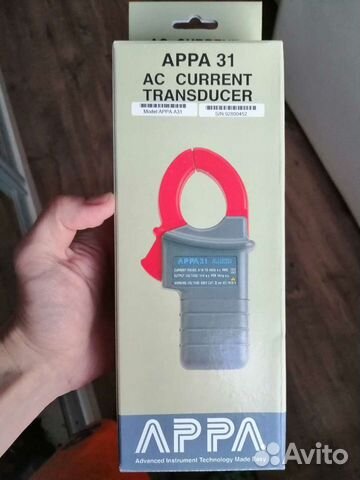 AC CURRENT
APPA 31
AC CURRENT
TRANSDUCER
Model:APPA A31
S/N:92800452
APPA 31
APPA
Advanced Instrument Technology Made Easy
Avito